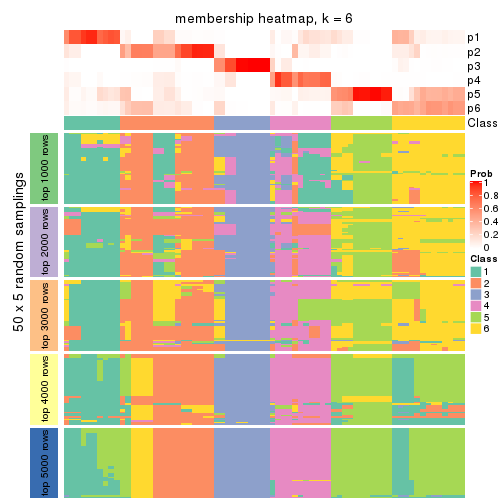 membership heatmap, k = 6
p1
p2
p3
p4
p5
p6
Class
50 x 5 random samplings
top 1000 rows
top 2000 rows
top 3000 rows
top 4000 rows
top 5000 rows
Prob
1
0.8
0.6
0.4
0.2
0
Class
1
2
3
4
5
6